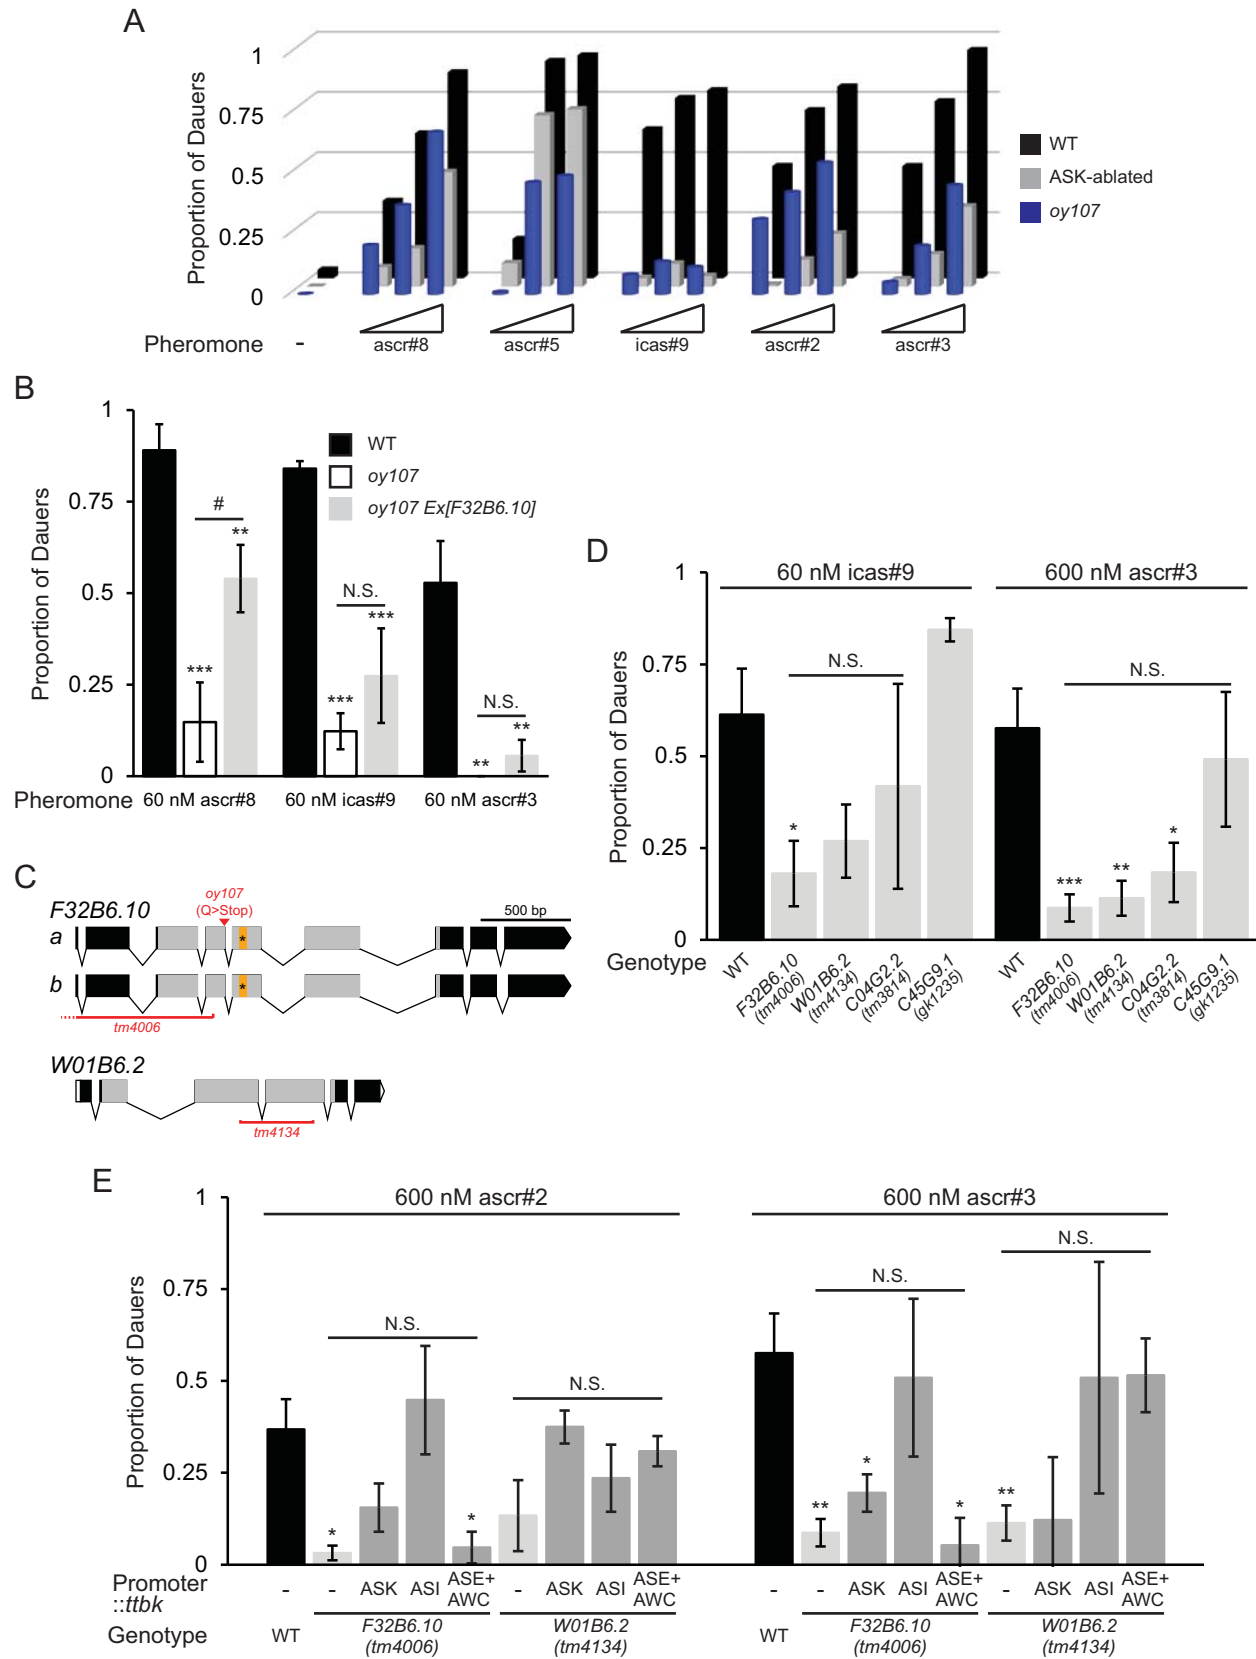 A
Proportion of Dauers
1
0.75
0.5
0.25
0
WT
ASK-ablated
oy107
Pheromone - ascr#8 ascr#5 icas#9 ascr#2 ascr#3
B
Proportion of Dauers
1
0.75
0.5
0.25
0
WT
oy107
oy107 Ex[F32B6.10]
#
**
***
N.S.
***
***
N.S.
**
**
Pheromone 60 nM ascr#8 60 nM icas#9 60 nM ascr#3
C
F32B6.10
oy107
(Q>Stop)
500 bp
a
*
b
*
tm4006
W01B6.2
tm4134
D
Proportion of Dauers
1
0.75
0.5
0.25
0
60 nM icas#9 600 nM ascr#3
N.S.
N.S.
*
***
**
*
Genotype
WT
F32B6.10
(tm4006)
W01B6.2
(tm4134)
C04G2.2
(tm3814)
C45G9.1
(gk1235)
WT
F32B6.10
(tm4006)
W01B6.2
(tm4134)
C04G2.2
(tm3814)
C45G9.1
(gk1235)
E
Proportion of Dauers
1
0.75
0.5
0.25
0
600 nM ascr#2 600 nM ascr#3
N.S.
N.S.
N.S.
N.S.
*
*
**
*
*
**
Promoter
::ttbk
- - ASK ASI ASE+
AWC
- ASK ASI ASE+
AWC
- - ASK ASI ASE+
AWC
- ASK ASI ASE+
AWC
Genotype
WT
F32B6.10
(tm4006)
W01B6.2
(tm4134)
WT
F32B6.10
(tm4006)
W01B6.2
(tm4134)